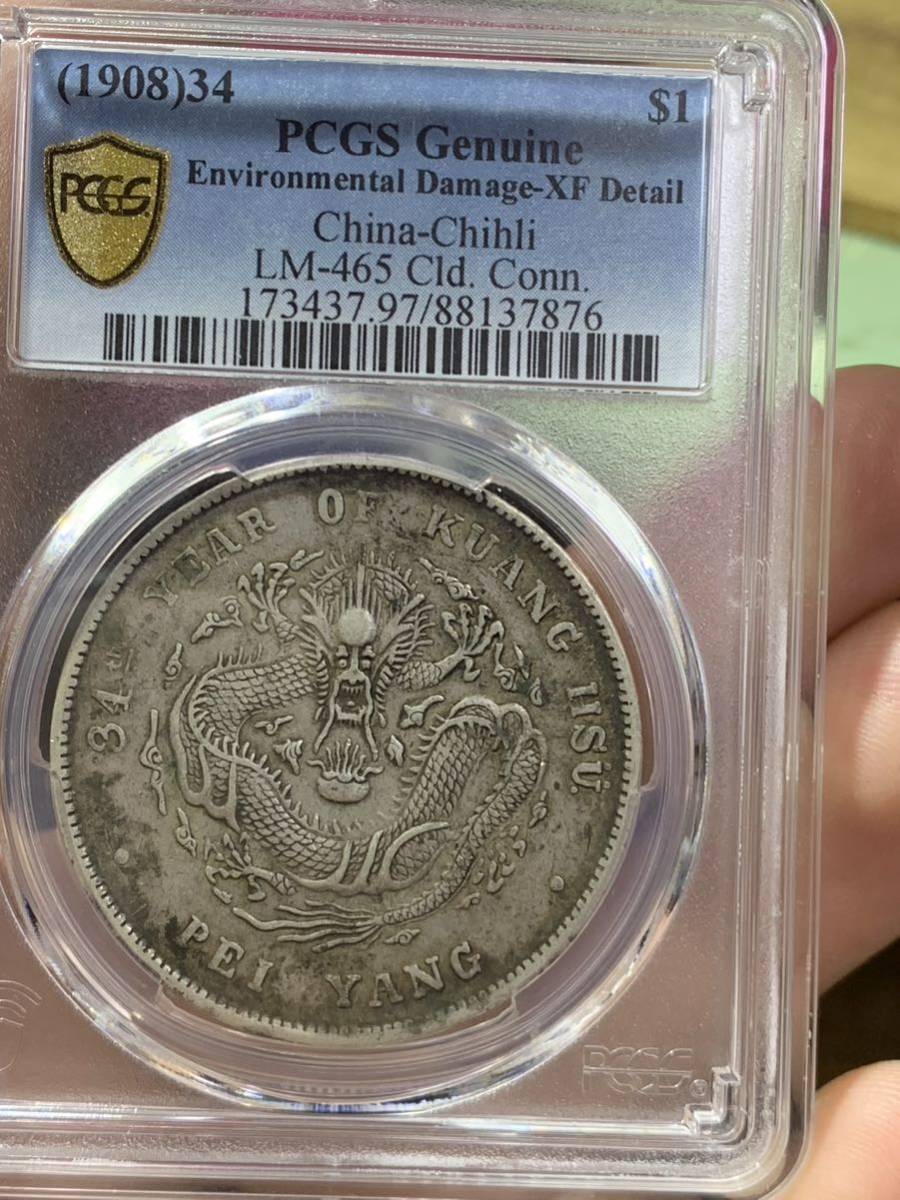 (1908)34 $1
PCGS Genuine
Environmental Damage-XF Detail
PCGS
China-Chihli
LM-465 Cld. Conn.
173437.97/88137876
34th YEAR OF KUANG HSÜ.
PEI YANG
PCGS